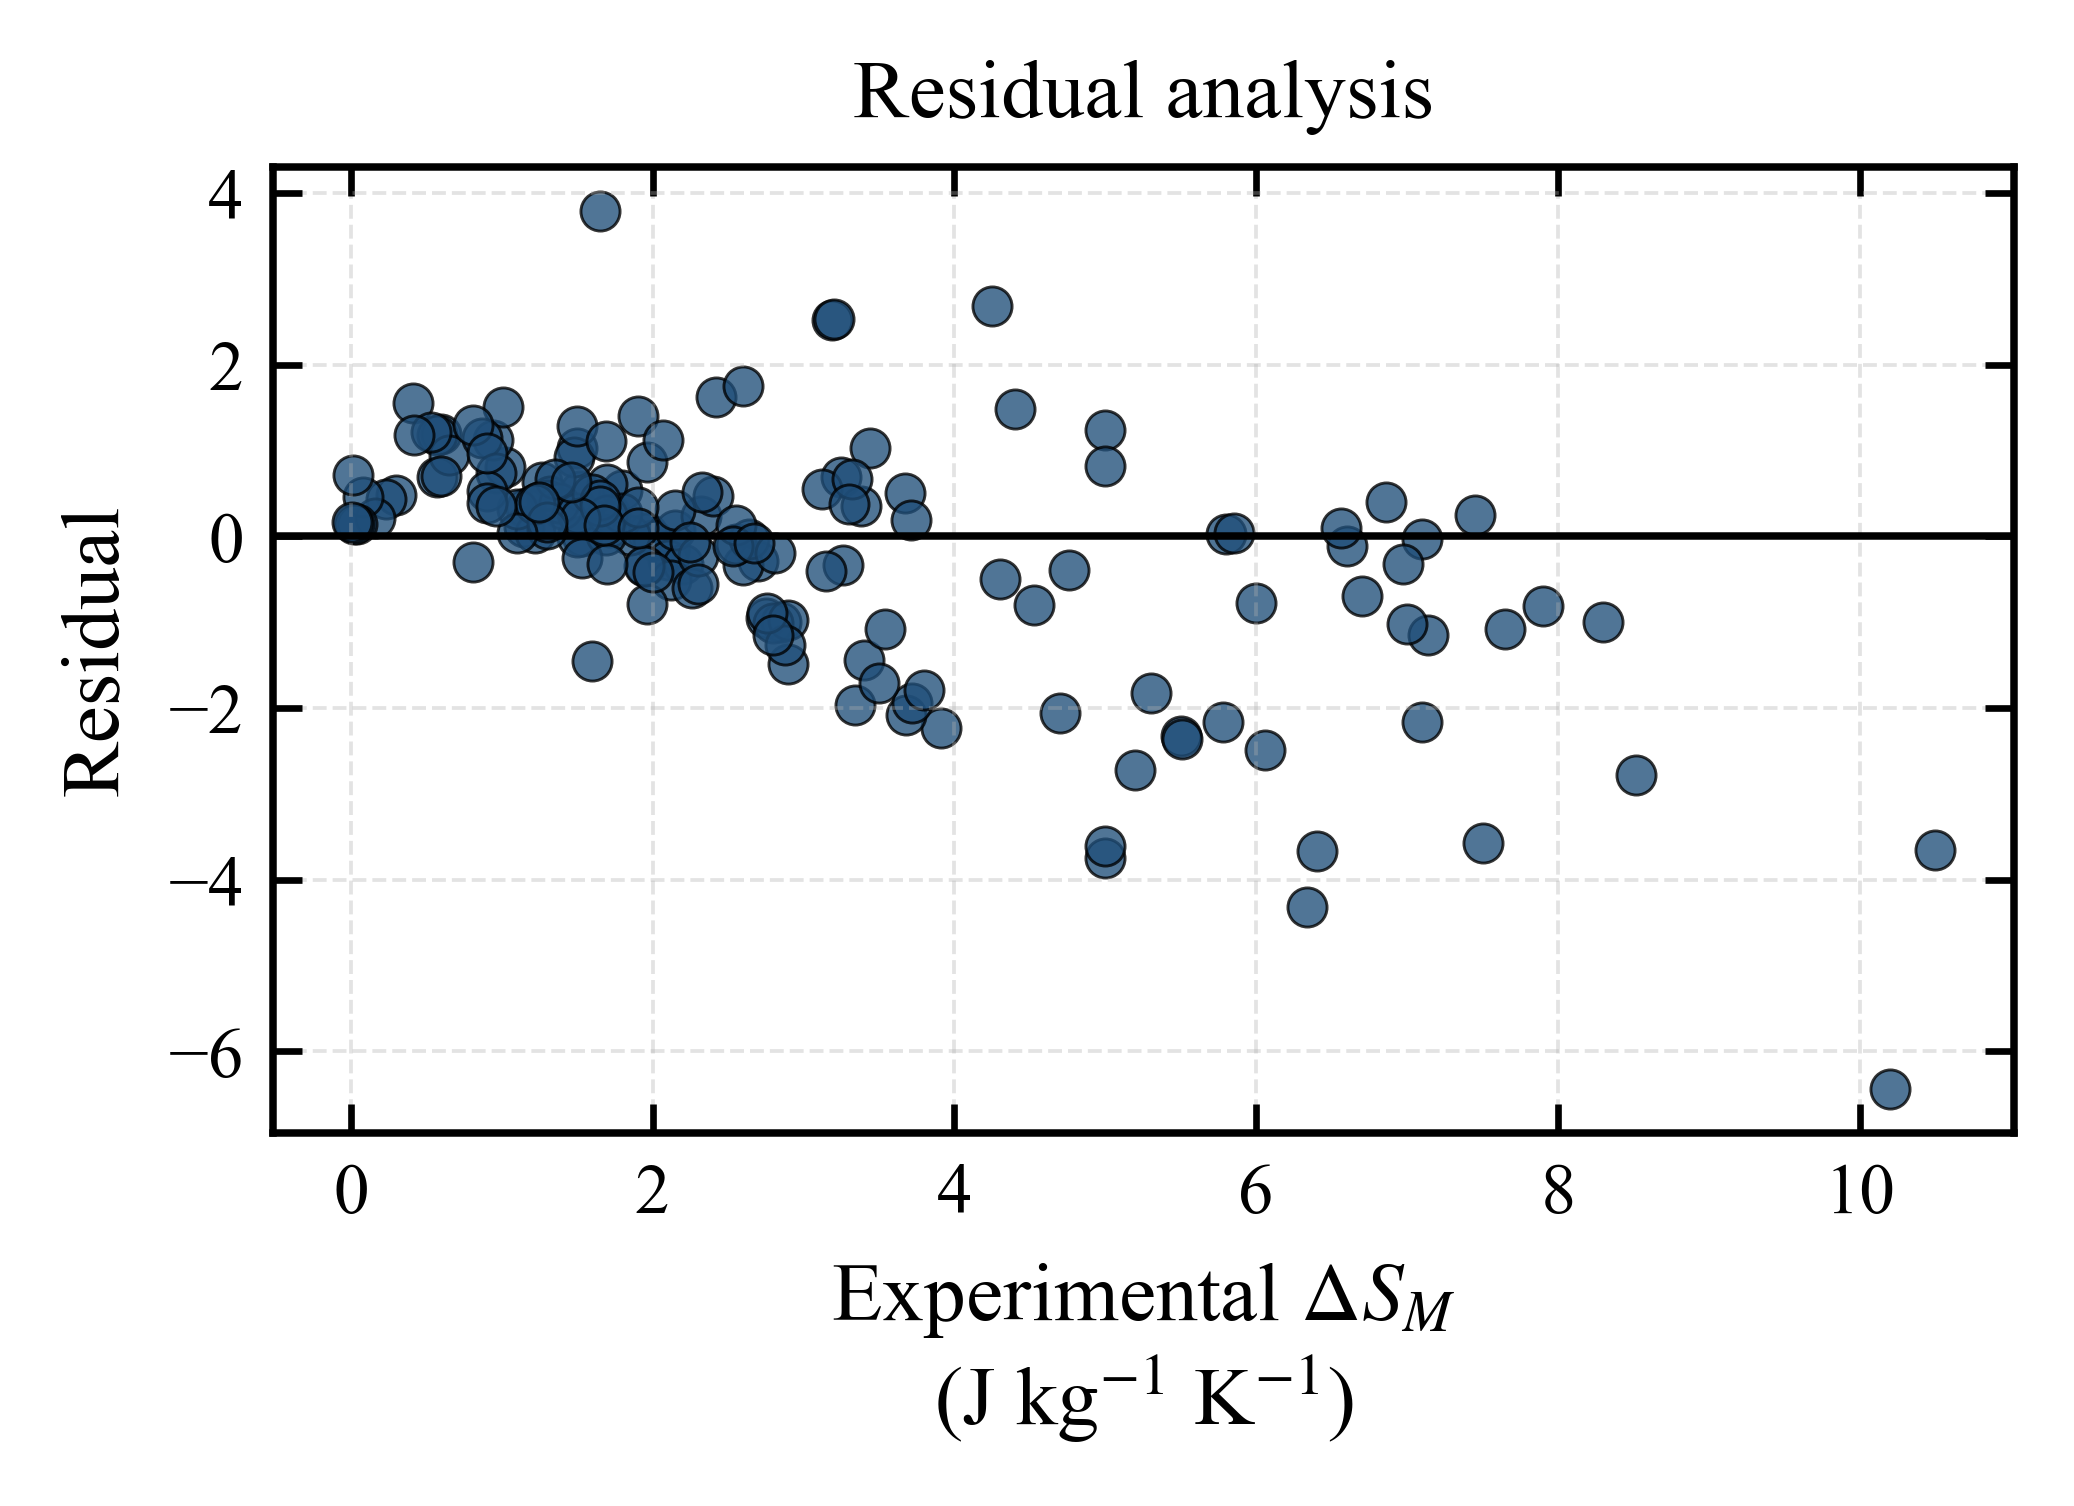 Residual analysis
4
2
0
−2
−4
−6
Residual
0 2 4 6 8 10
Experimental Δ𝑆_M
(J kg⁻¹ K⁻¹)